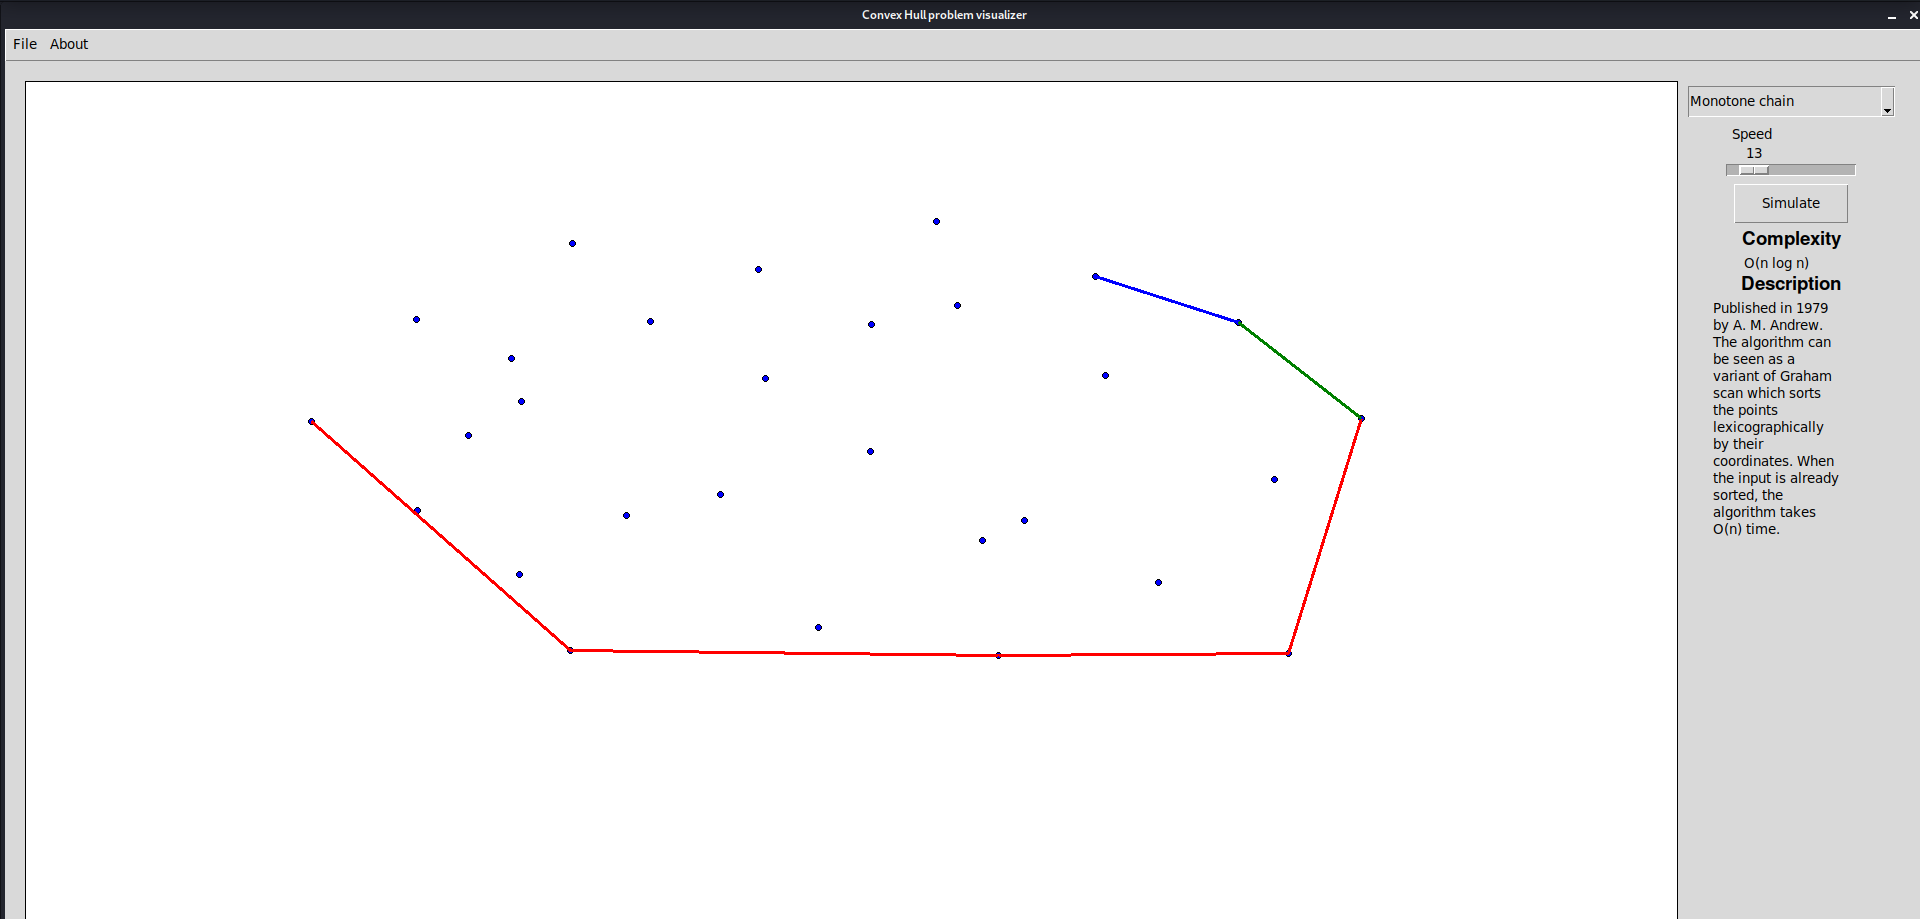 Convex Hull problem visualizer
File About
Monotone chain
Speed
13
Simulate
Complexity
O(n log n)
Description
Published in 1979
by A. M. Andrew.
The algorithm can
be seen as a
variant of Graham
scan which sorts
the points
lexicographically
by their
coordinates. When
the input is already
sorted, the
algorithm takes
O(n) time.